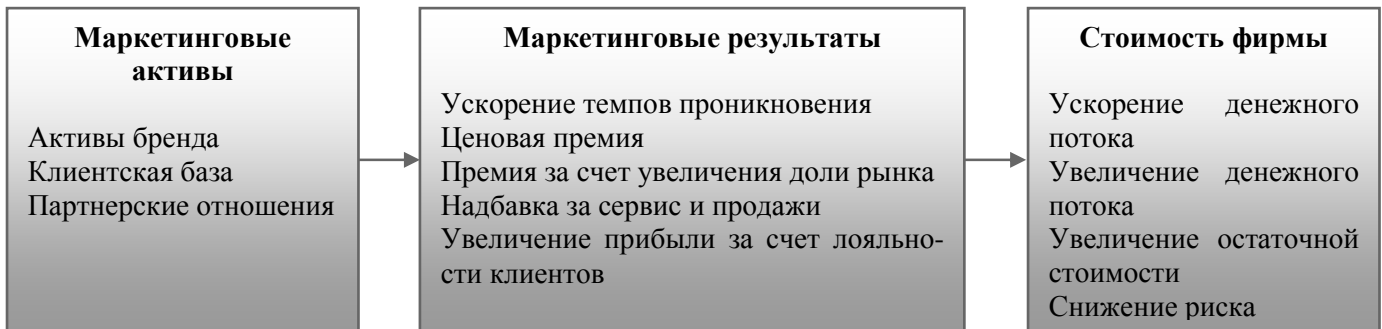 Маркетинговые
активы
Активы бренда
Клиентская база
Партнерские отношения
Маркетинговые результаты
Ускорение темпов проникновения
Ценовая премия
Премия за счет увеличения доли рынка
Надбавка за сервис и продажи
Увеличение прибыли за счет лояльно-
сти клиентов
Стоимость фирмы
Ускорение денежного
потока
Увеличение денежного
потока
Увеличение остаточной
стоимости
Снижение риска